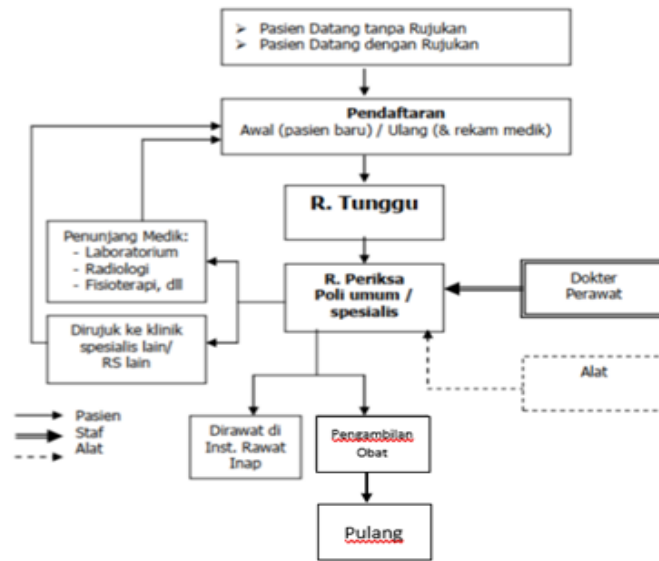 ➢ Pasien Datang tanpa Rujukan
➢ Pasien Datang dengan Rujukan
Pendaftaran
Awal (pasien baru) / Ulang (& rekam medik)
R. Tunggu
Penunjang Medik:
- Laboratorium
- Radiologi
- Fisioterapi, dll
R. Periksa
Poli umum /
spesialis
Dokter
Perawat
Dirujuk ke klinik
spesialis lain/
RS lain
Alat
Pasien
Staf
Alat
Dirawat di
Inst. Rawat
Inap
Pengambilan
Obat
Pulang